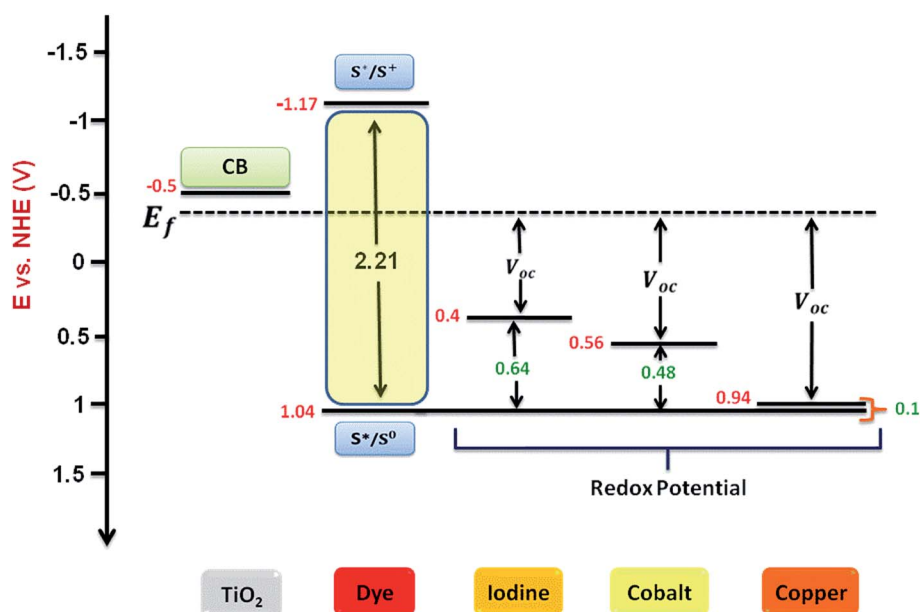 E vs. NHE (V)
-1.5
-1
-0.5
0
0.5
1
1.5
S*/S⁺
-1.17
CB
-0.5
E_f
2.21
V_oc
V_oc
V_oc
0.4
0.56
0.64
0.48
0.94
0.1
1.04
S*/S⁰
Redox Potential
TiO₂
Dye
Iodine
Cobalt
Copper